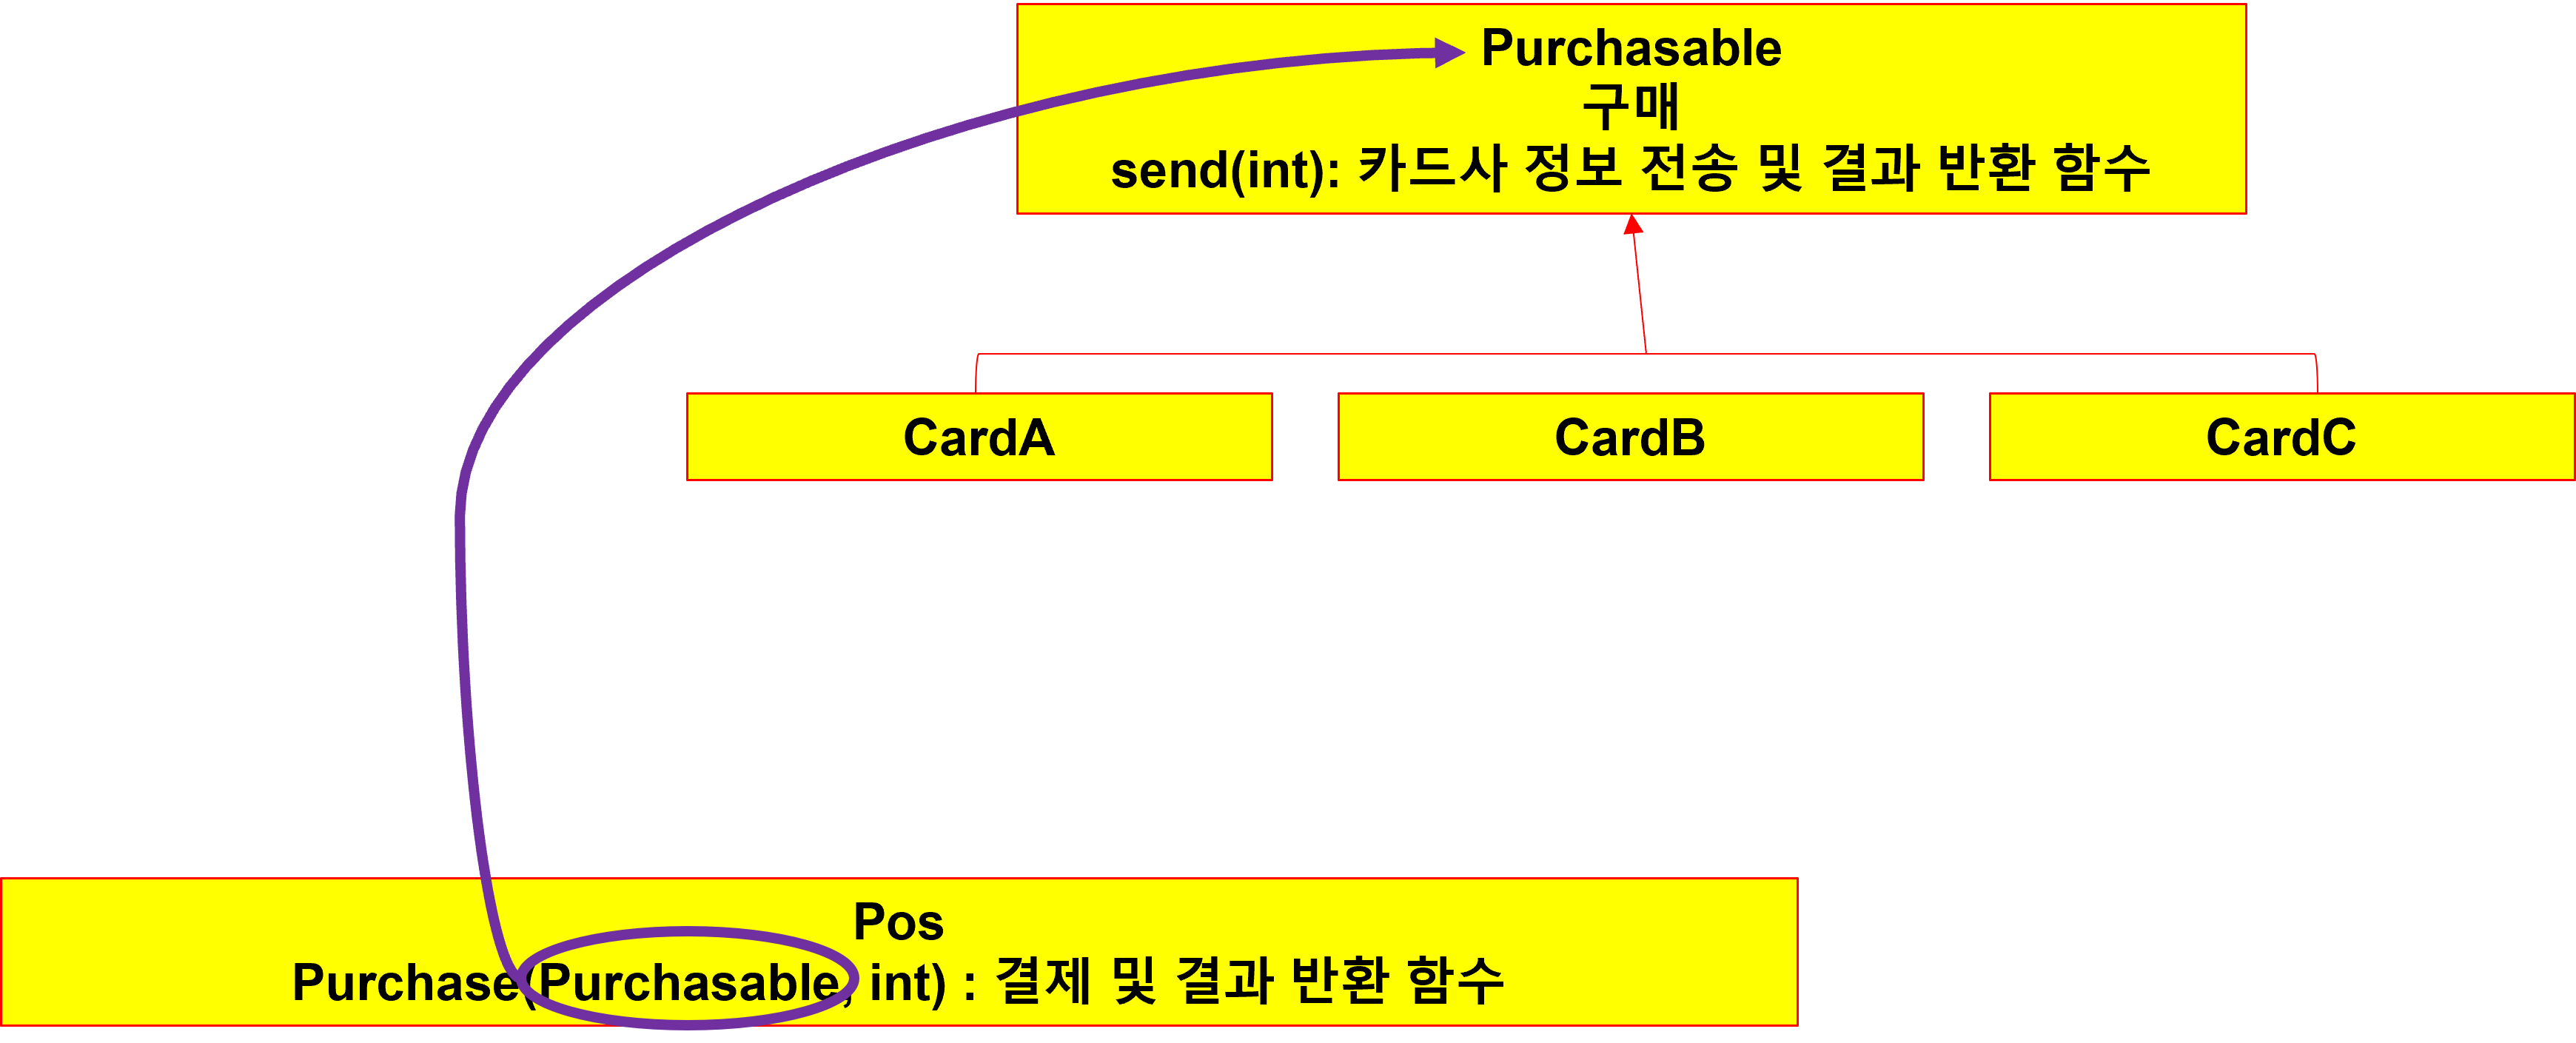 Purchasable
구매
send(int): 카드사 정보 전송 및 결과 반환 함수
CardA
CardB
CardC
Pos
Purchase(Purchasable, int) : 결제 및 결과 반환 함수